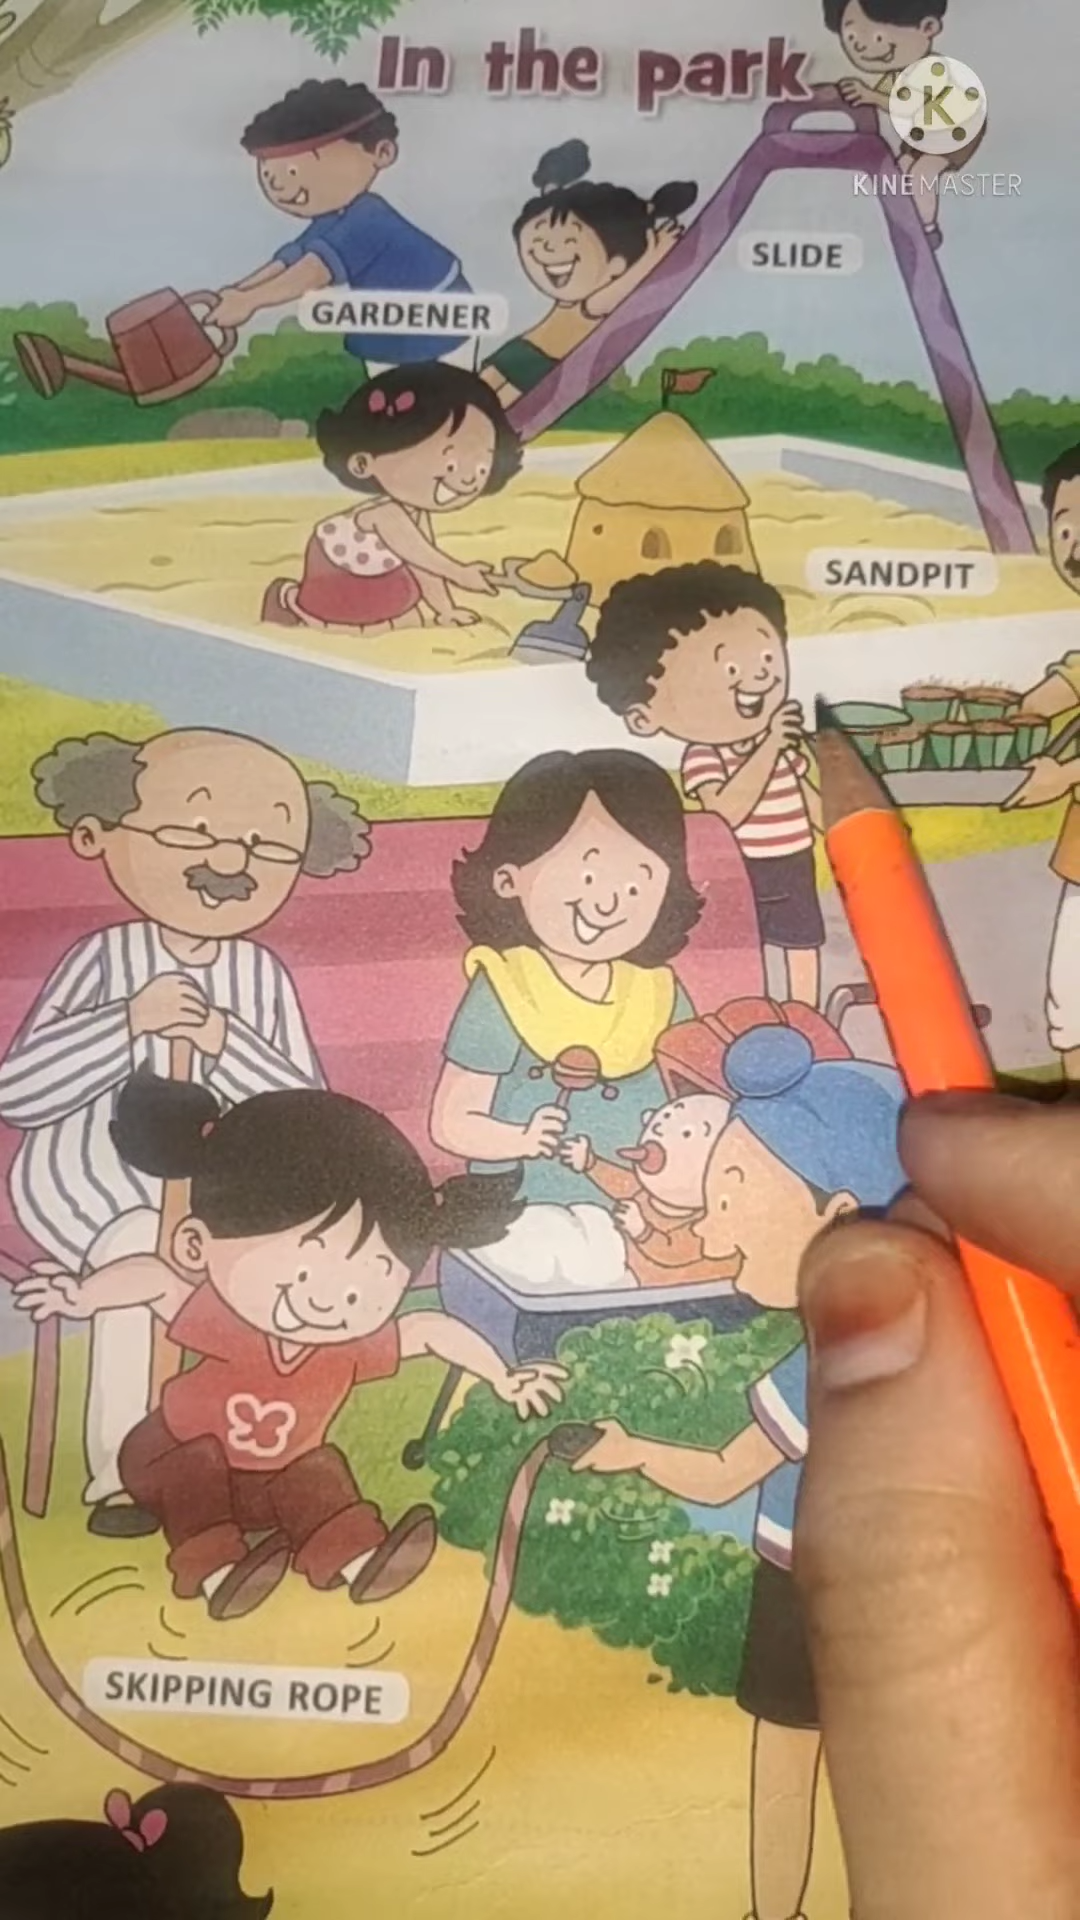 In the park
K
KINEMASTER
SLIDE
GARDENER
SANDPIT
SKIPPING ROPE